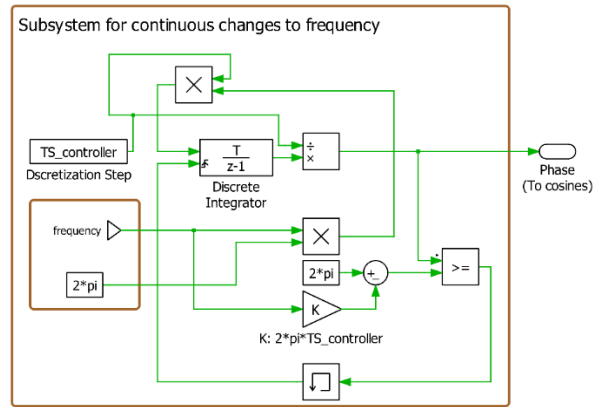 Subsystem for continuous changes to frequency
×
TS_controller
Dscretization Step
T
z-1
Discrete
Integrator
÷
×
Phase
(To cosines)
frequency
×
2*pi
2*pi
+
-
>=
K
K: 2*pi*TS_controller